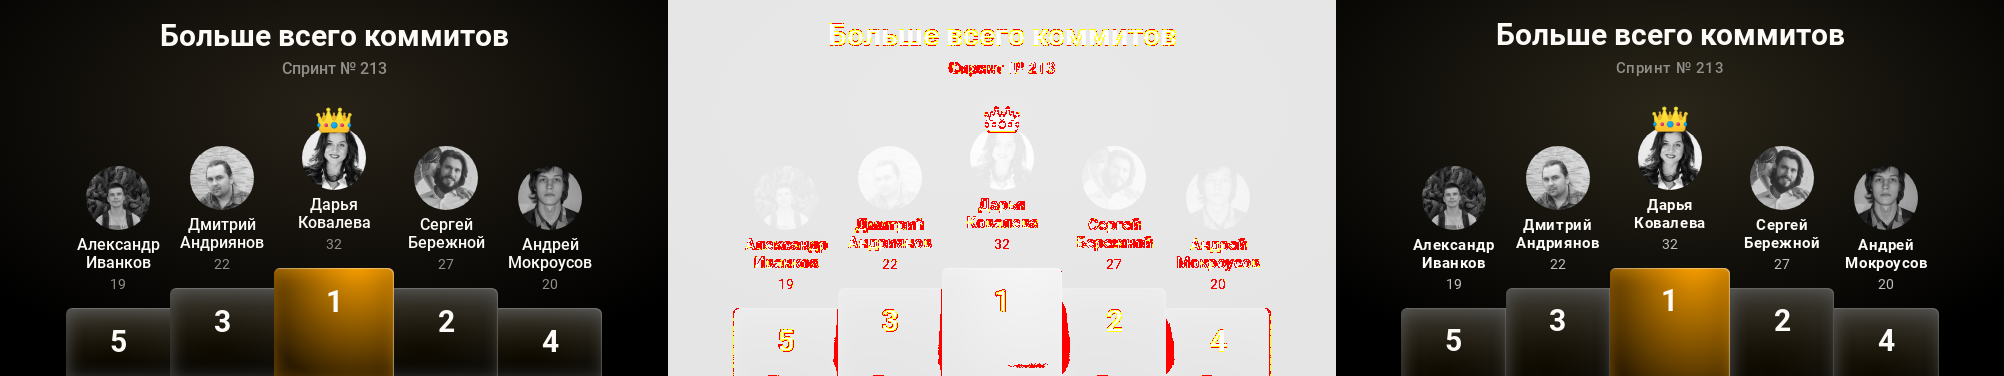 Больше всего коммитов
Спринт № 213
Дарья
Ковалева
32
Дмитрий
Андриянов
22
Сергей
Бережной
27
Александр
Иванков
19
Андрей
Мокроусов
20
1
3
2
5
4
Больше всего коммитов
Спринт № 213
Дарья
Ковалева
32
Дмитрий
Андриянов
22
Сергей
Бережной
27
Александр
Иванков
19
Андрей
Мокроусов
20
1
3
2
5
4
Больше всего коммитов
Спринт № 213
Дарья
Ковалева
32
Дмитрий
Андриянов
22
Сергей
Бережной
27
Александр
Иванков
19
Андрей
Мокроусов
20
1
3
2
5
4